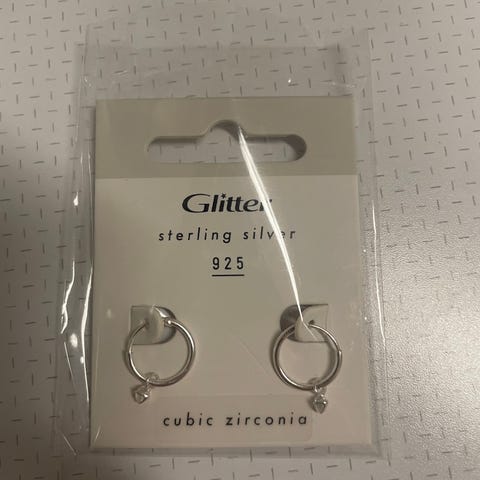 Glitter
sterling silver
925
cubic zirconia